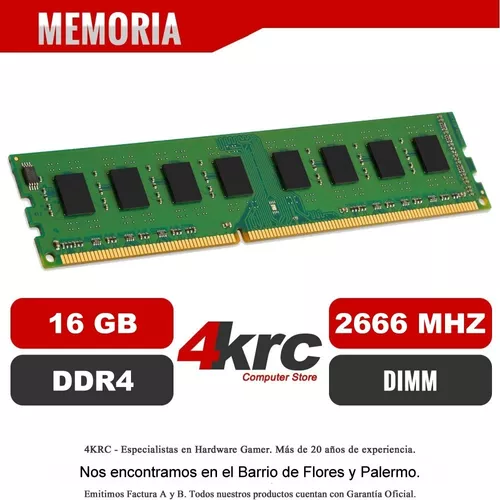 MEMORIA
16 GB
4krc
Computer Store
2666 MHZ
DDR4
DIMM
4KRC - Especialistas en Hardware Gamer. Más de 20 años de experiencia.
Nos encontramos en el Barrio de Flores y Palermo.
Emitimos Factura A y B. Todos nuestros productos cuentan con Garantía Oficial.